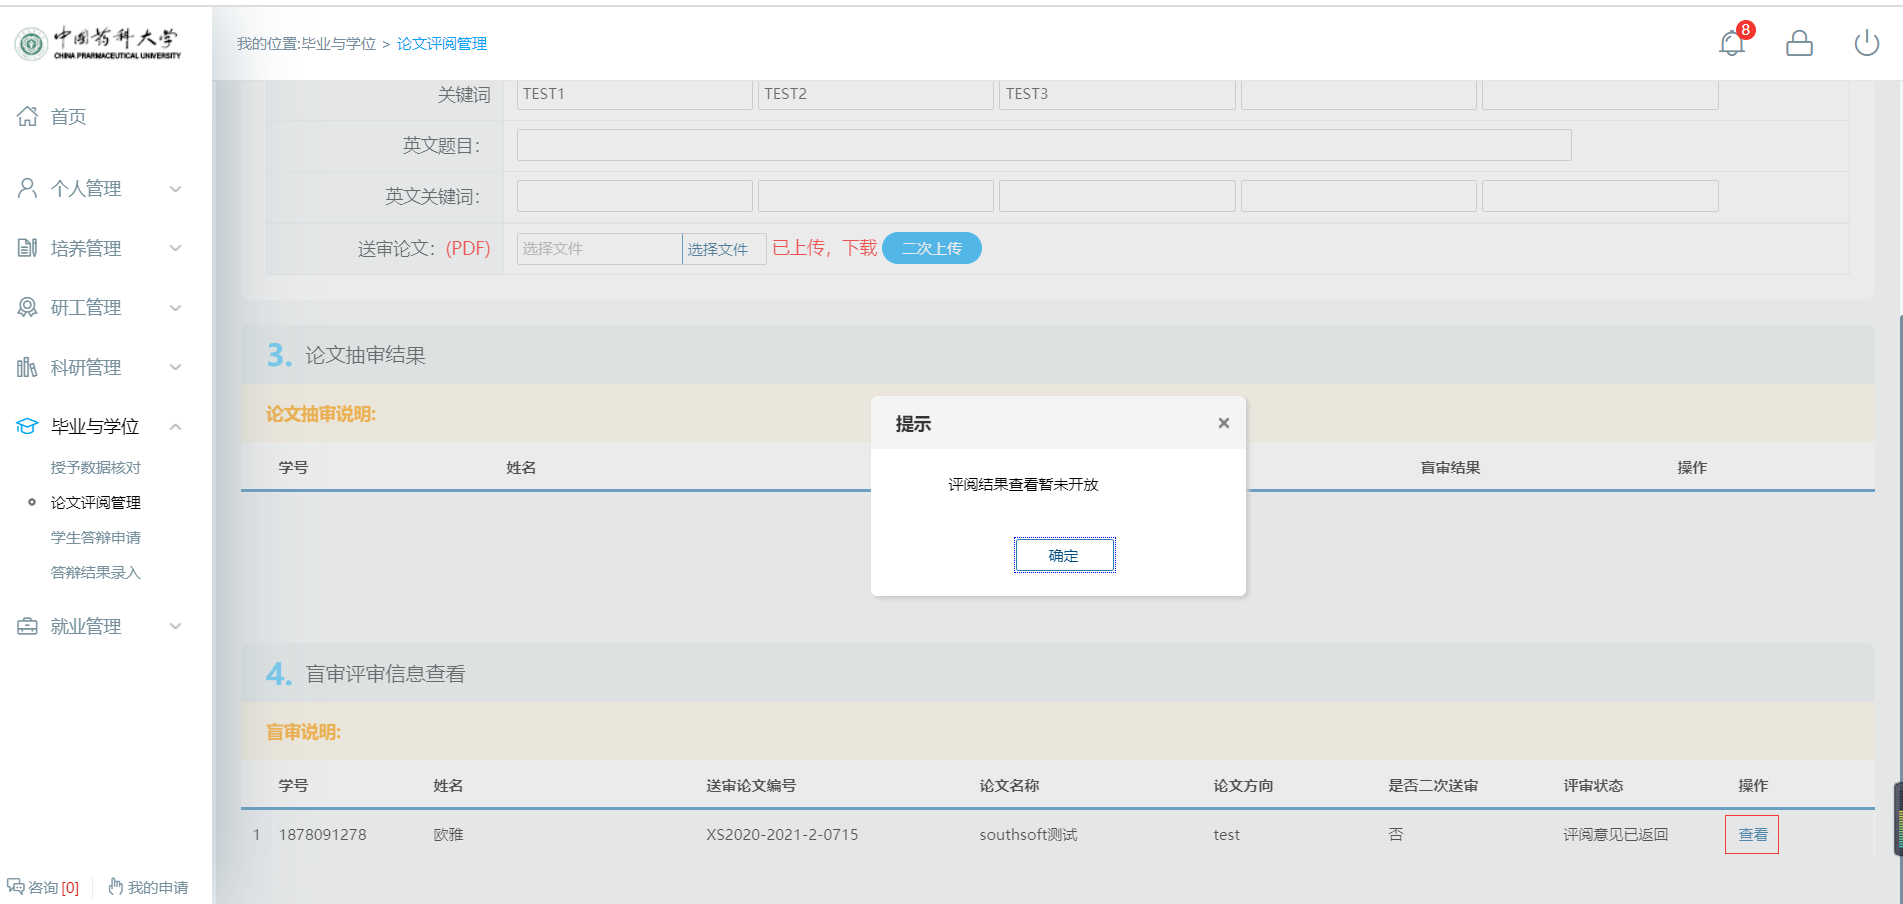 中国药科大学
CHINA PRARMACEUTICAL UNIVERSITY
我的位置:毕业与学位 > 论文评阅管理
8
首页
个人管理
培养管理
研工管理
科研管理
毕业与学位
授予数据核对
论文评阅管理
学生答辩申请
答辩结果录入
就业管理
咨询 [0]
我的申请
关键词 TEST1 TEST2 TEST3
英文题目：
英文关键词：
送审论文：(PDF) 选择文件 选择文件 已上传，下载 二次上传
3. 论文抽审结果
论文抽审说明:
学号 姓名 盲审结果 操作
提示 ×
评阅结果查看暂未开放
确定
4. 盲审评审信息查看
盲审说明:
学号 姓名 送审论文编号 论文名称 论文方向 是否二次送审 评审状态 操作
1 1878091278 欧雅 XS2020-2021-2-0715 southsoft测试 test 否 评阅意见已返回 查看